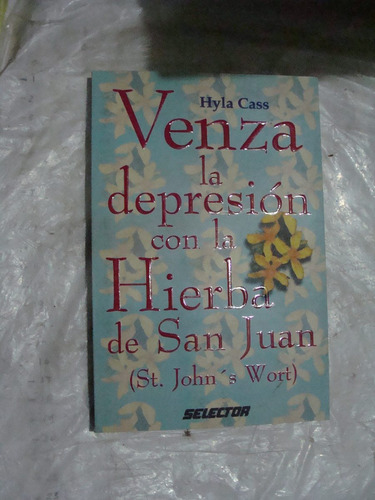 Hyla Cass
Venza
la
depresión
con la
Hierba
de San Juan
(St. John´s Wort)
SELECTOR